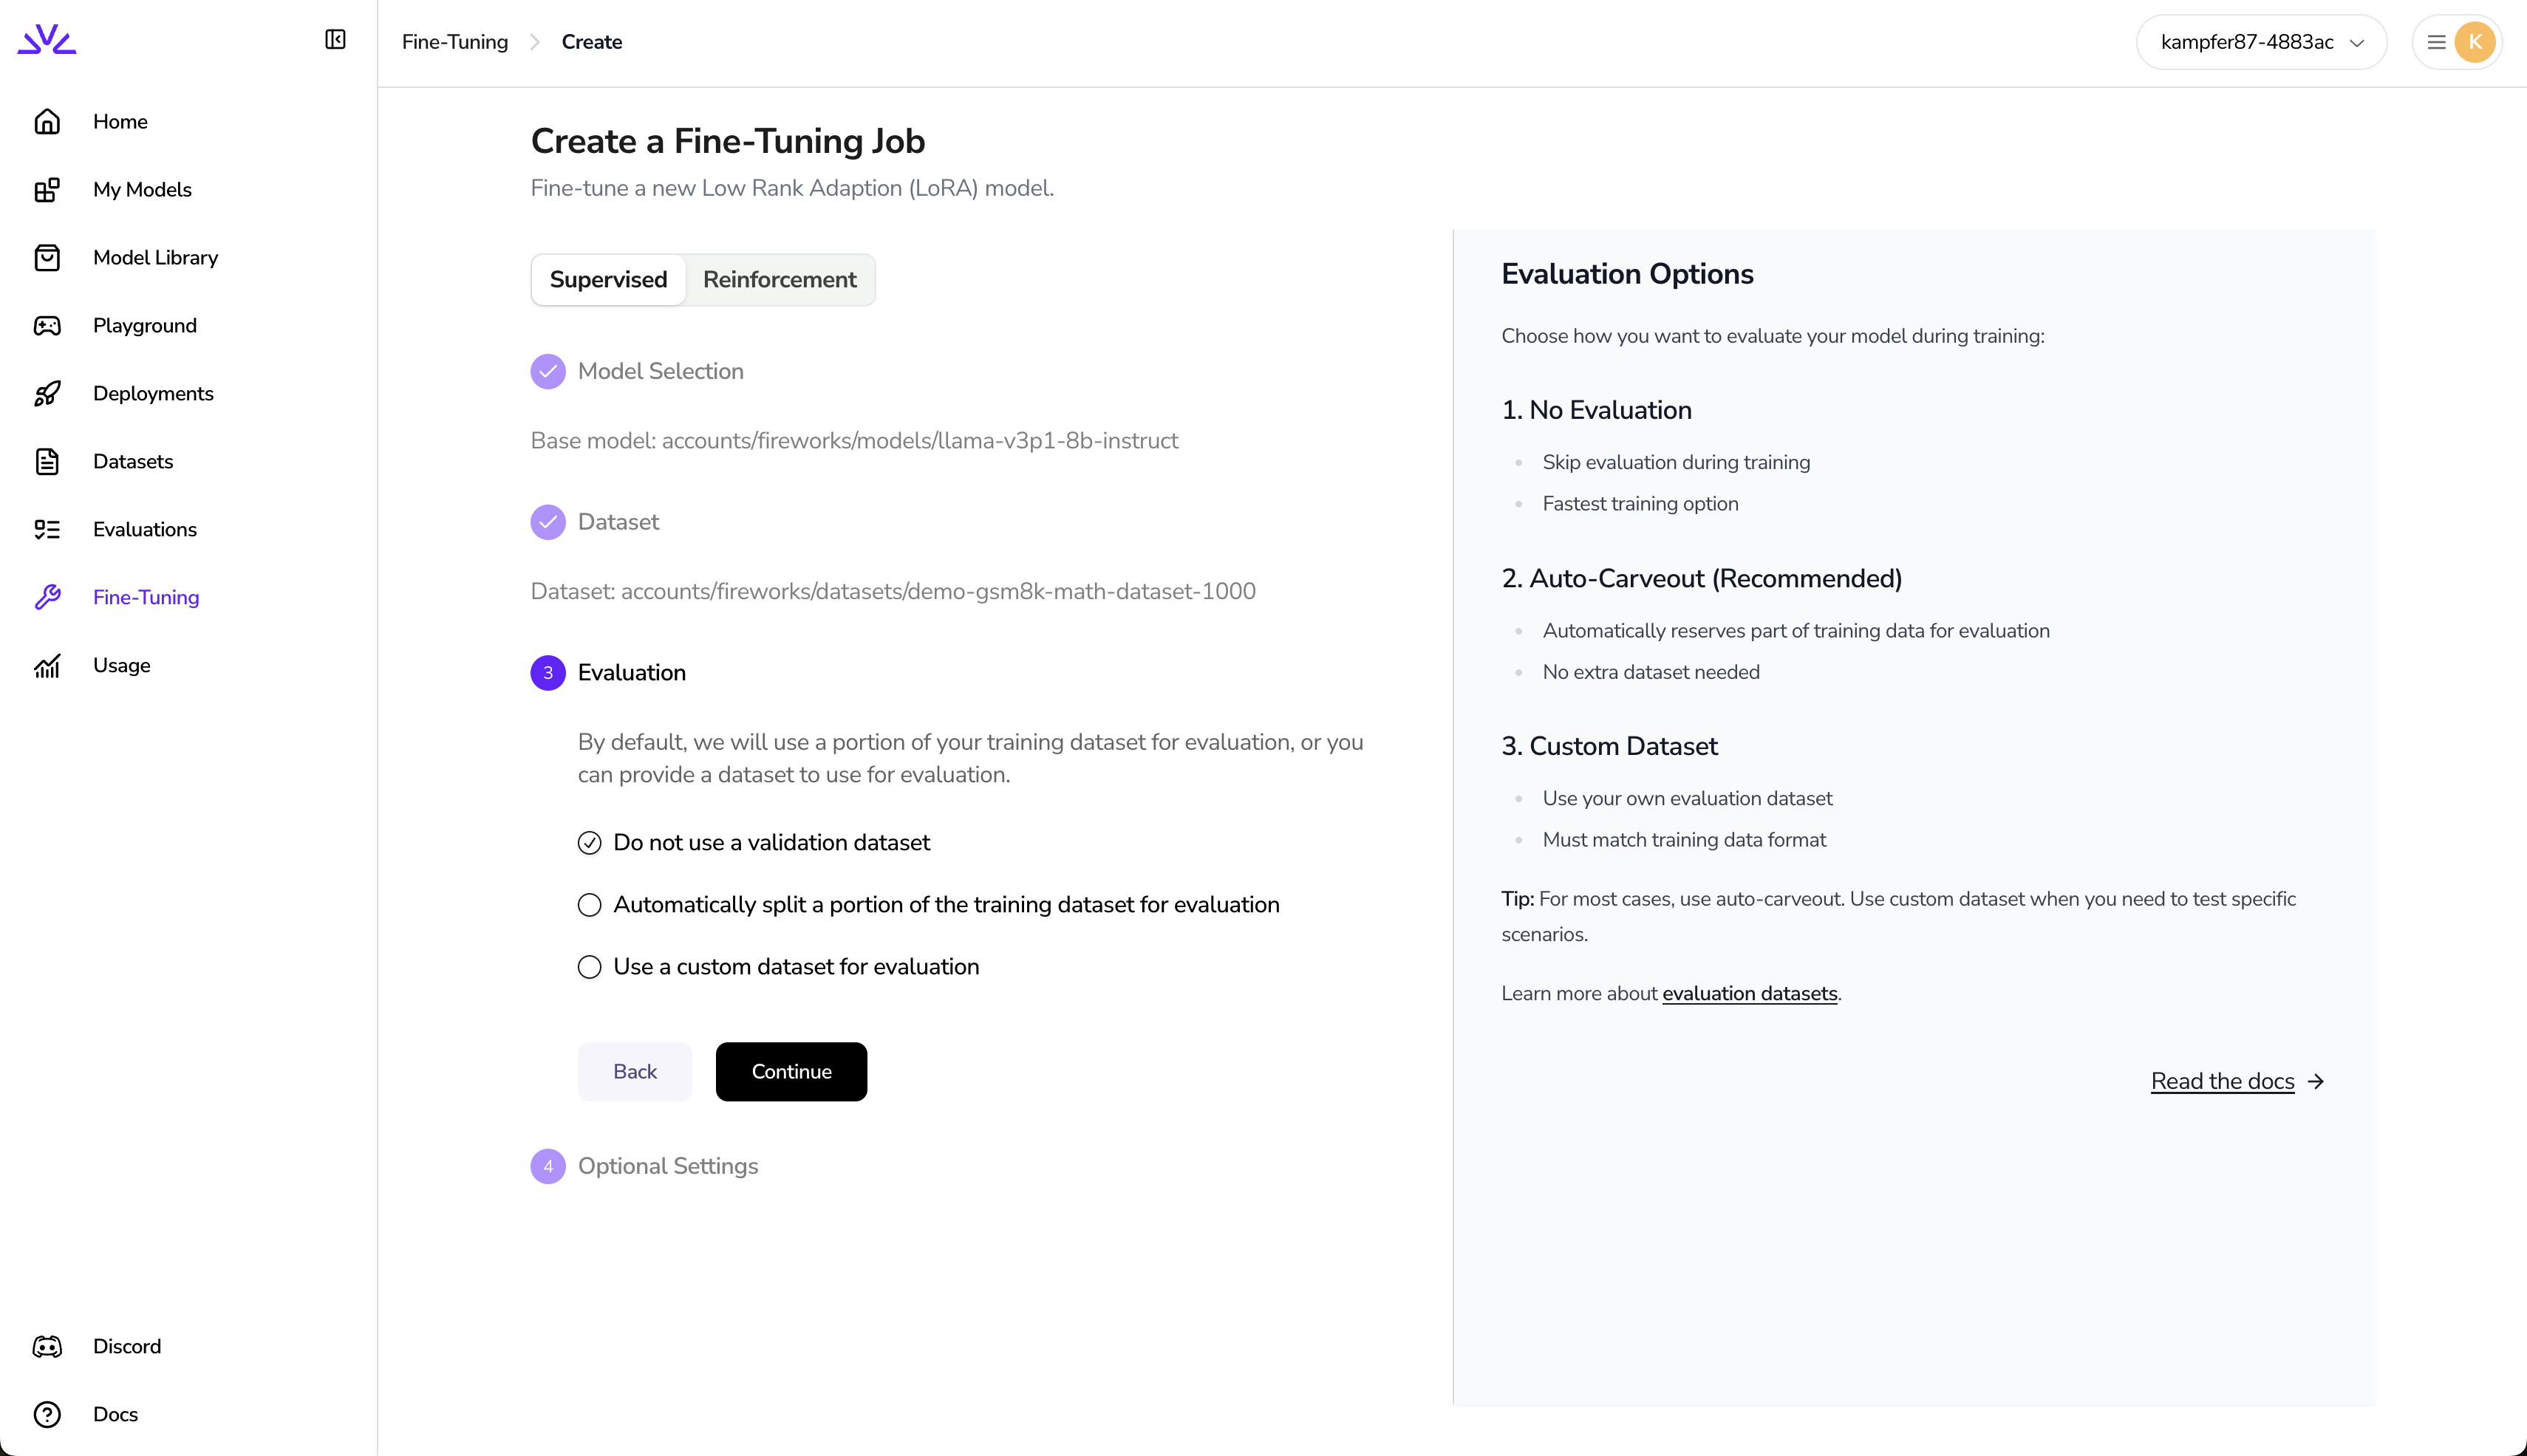 Fine-Tuning
Create
kampfer87-4883ac
K
Home
My Models
Model Library
Playground
Deployments
Datasets
Evaluations
Fine-Tuning
Usage
Discord
Docs
Create a Fine-Tuning Job
Fine-tune a new Low Rank Adaption (LoRA) model.
Supervised
Reinforcement
Model Selection
Base model: accounts/fireworks/models/llama-v3p1-8b-instruct
Dataset
Dataset: accounts/fireworks/datasets/demo-gsm8k-math-dataset-1000
3 Evaluation
By default, we will use a portion of your training dataset for evaluation, or you
can provide a dataset to use for evaluation.
Do not use a validation dataset
Automatically split a portion of the training dataset for evaluation
Use a custom dataset for evaluation
Back
Continue
4 Optional Settings
Evaluation Options
Choose how you want to evaluate your model during training:
1. No Evaluation
Skip evaluation during training
Fastest training option
2. Auto-Carveout (Recommended)
Automatically reserves part of training data for evaluation
No extra dataset needed
3. Custom Dataset
Use your own evaluation dataset
Must match training data format
Tip: For most cases, use auto-carveout. Use custom dataset when you need to test specific
scenarios.
Learn more about evaluation datasets.
Read the docs